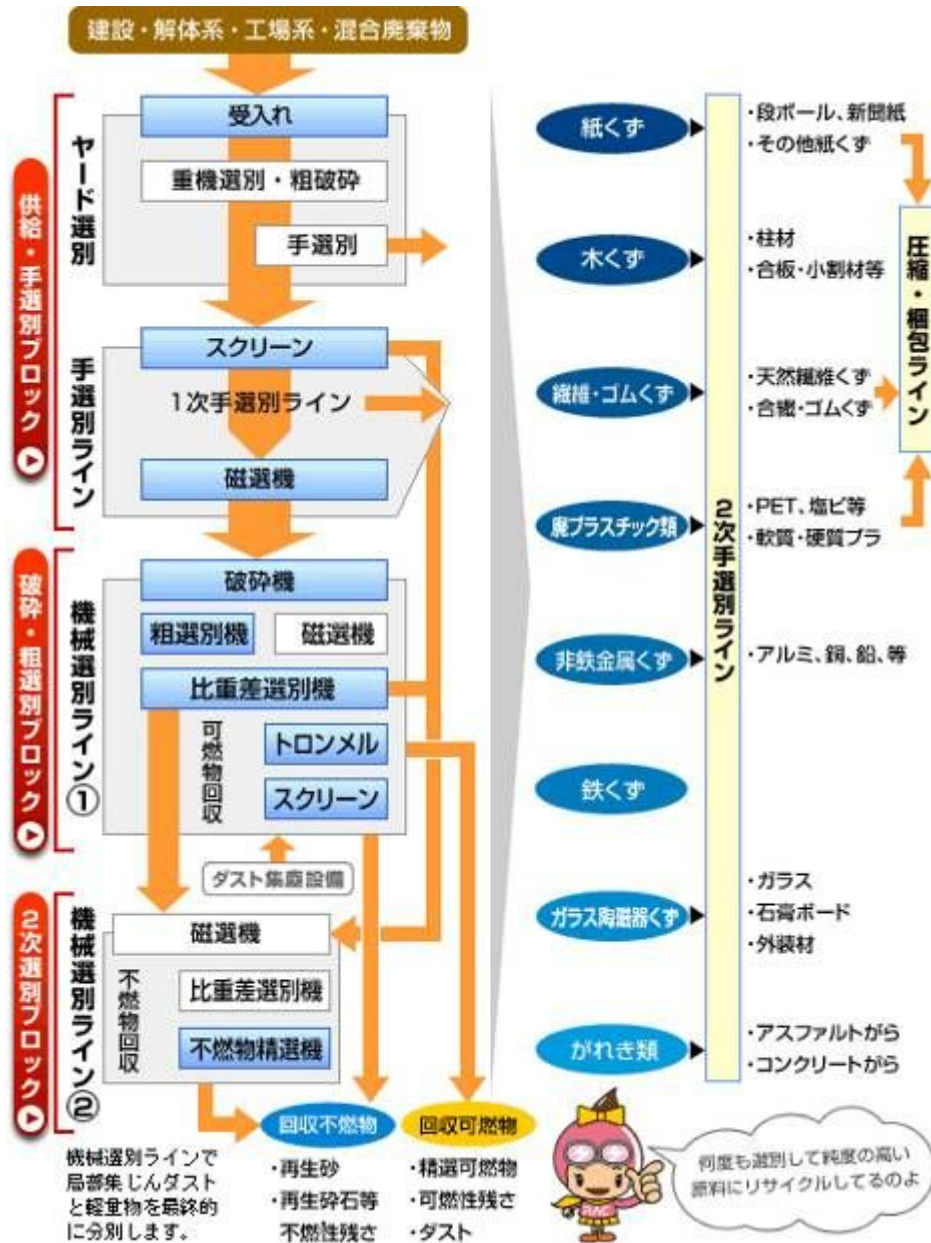 建設・解体系・工場系・混合廃棄物
供給・手選別ブロック
ヤード選別
受入れ
重機選別・粗破砕
手選別
手選別ライン
スクリーン
1次手選別ライン
磁選機
破砕・粗選別ブロック
機械選別ライン①
破砕機
粗選別機
磁選機
比重差選別機
可燃物回収
トロンメル
スクリーン
ダスト集塵設備
2次選別ブロック
機械選別ライン②
磁選機
不燃物回収
比重差選別機
不燃物精選機
機械選別ラインで
局部集じんダスト
と軽量物を最終的
に分別します。
回収不燃物
・再生砂
・再生砕石等
不燃性残さ
回収可燃物
・精選可燃物
・可燃性残さ
・ダスト
紙くず
・段ボール、新聞紙
・その他紙くず
木くず
・柱材
・合板・小割材等
繊維・ゴムくず
・天然繊維くず
・合繊・ゴムくず
廃プラスチック類
・PET、塩ビ等
・軟質・硬質プラ
非鉄金属くず
・アルミ、銅、鉛、等
鉄くず
ガラス陶磁器くず
・ガラス
・石膏ボード
・外装材
がれき類
・アスファルトがら
・コンクリートがら
2次手選別ライン
圧縮・梱包ライン
何度も選別して純度の高い
原料にリサイクルしてるのよ